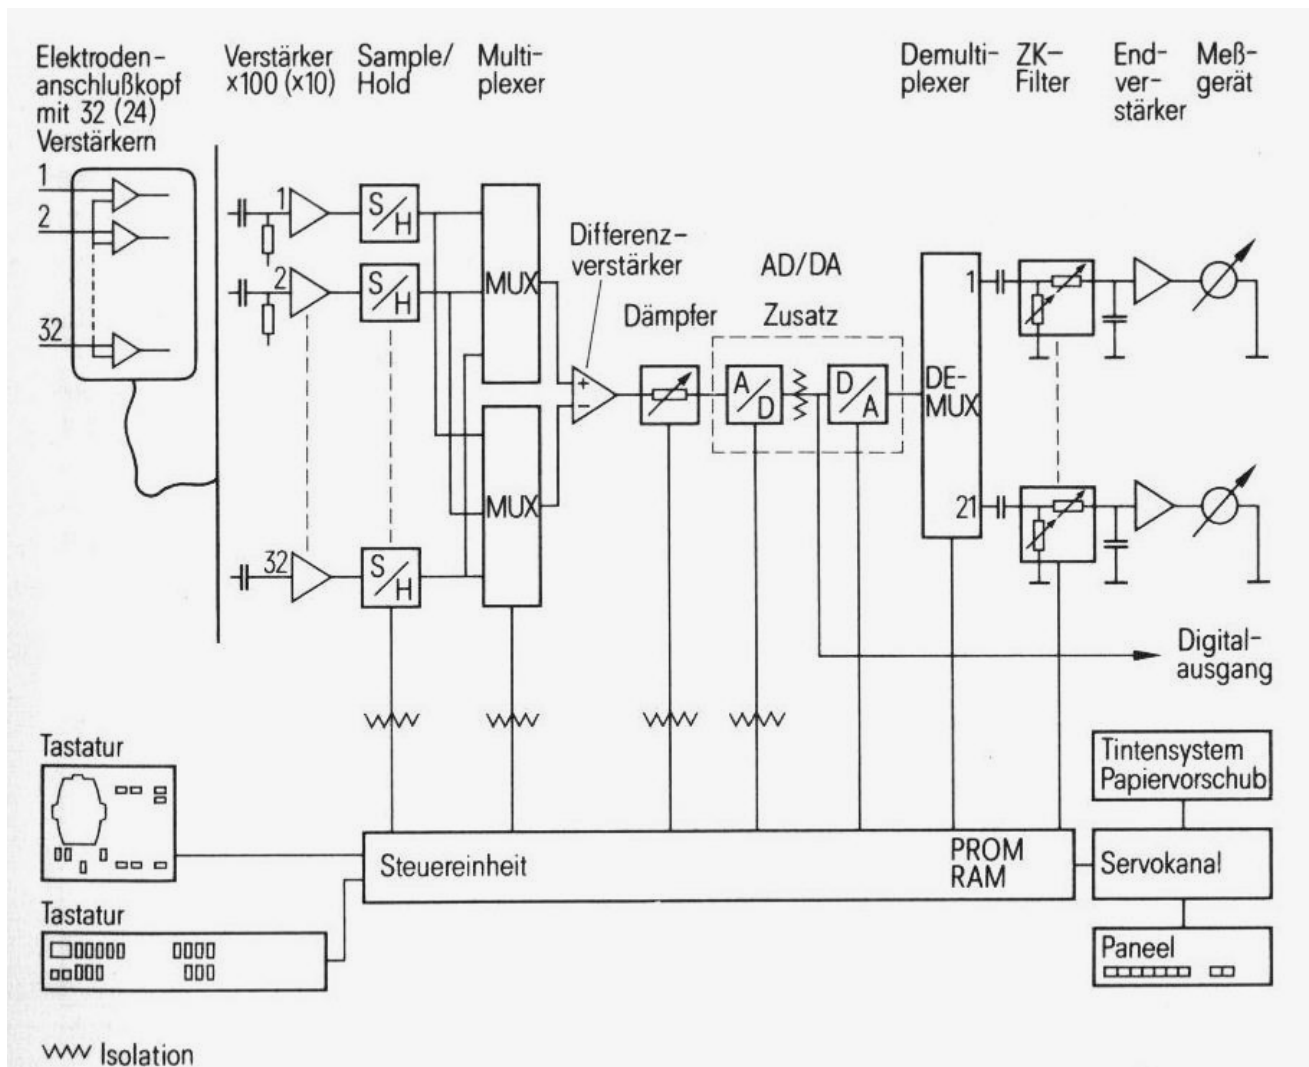 Elektroden-
anschlußkopf
mit 32 (24)
Verstärkern
Verstärker
x100 (x10)
Sample/
Hold
Multi-
plexer
Demulti-
plexer
ZK-
Filter
End-
ver-
stärker
Meß-
gerät
1
2
32
1
2
32
S/H
S/H
S/H
MUX
MUX
Differenz-
verstärker
+
−
Dämpfer
AD/DA
Zusatz
A/D
D/A
DE-
MUX
1
21
Digital-
ausgang
Tastatur
Tastatur
Steuereinheit
PROM
RAM
Tintensystem
Papiervorschub
Servokanal
Paneel
Isolation